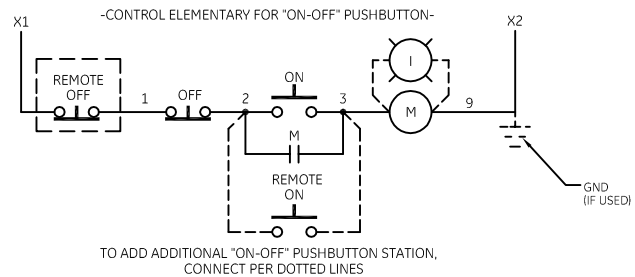 -CONTROL ELEMENTARY FOR "ON-OFF" PUSHBUTTON-
X1
X2
REMOTE
OFF
1
OFF
2
ON
3
I
M
9
M
GND
(IF USED)
REMOTE
ON
TO ADD ADDITIONAL "ON-OFF" PUSHBUTTON STATION,
CONNECT PER DOTTED LINES